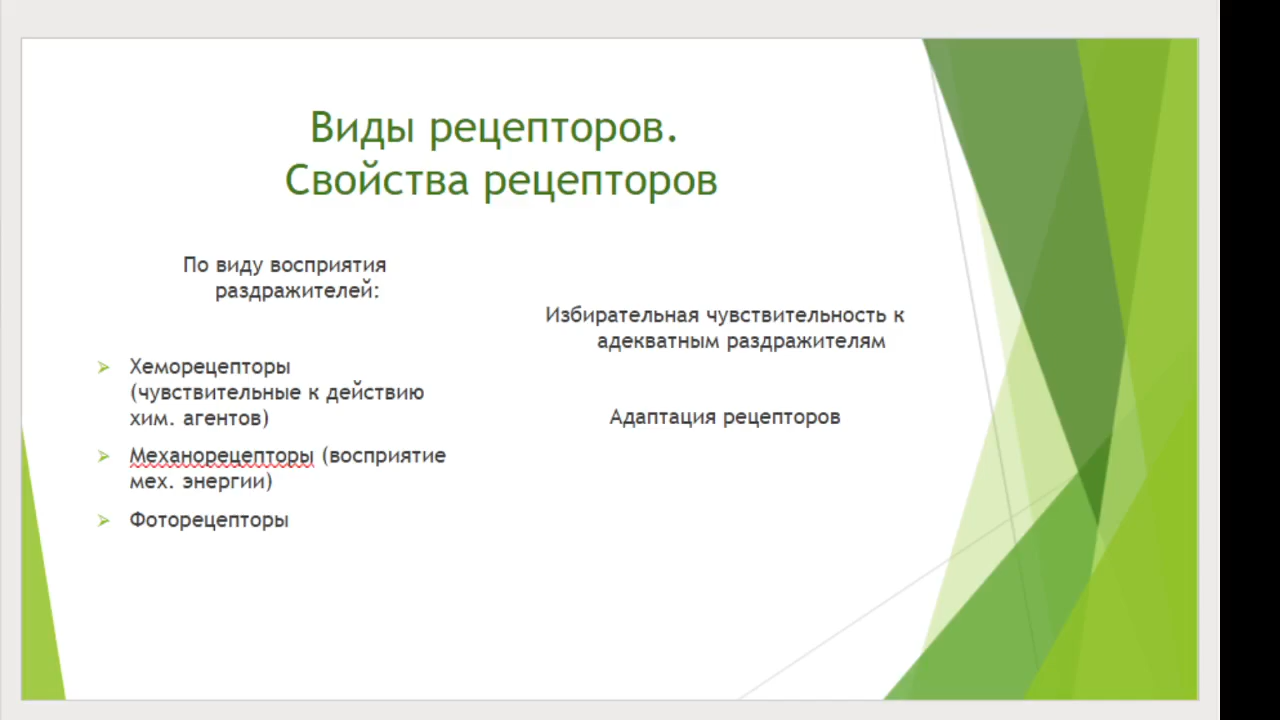 Виды рецепторов.
Свойства рецепторов
По виду восприятия
раздражителей:
Хеморецепторы
(чувствительные к действию
хим. агентов)
Механорецепторы (восприятие
мех. энергии)
Фоторецепторы
Избирательная чувствительность к
адекватным раздражителям
Адаптация рецепторов